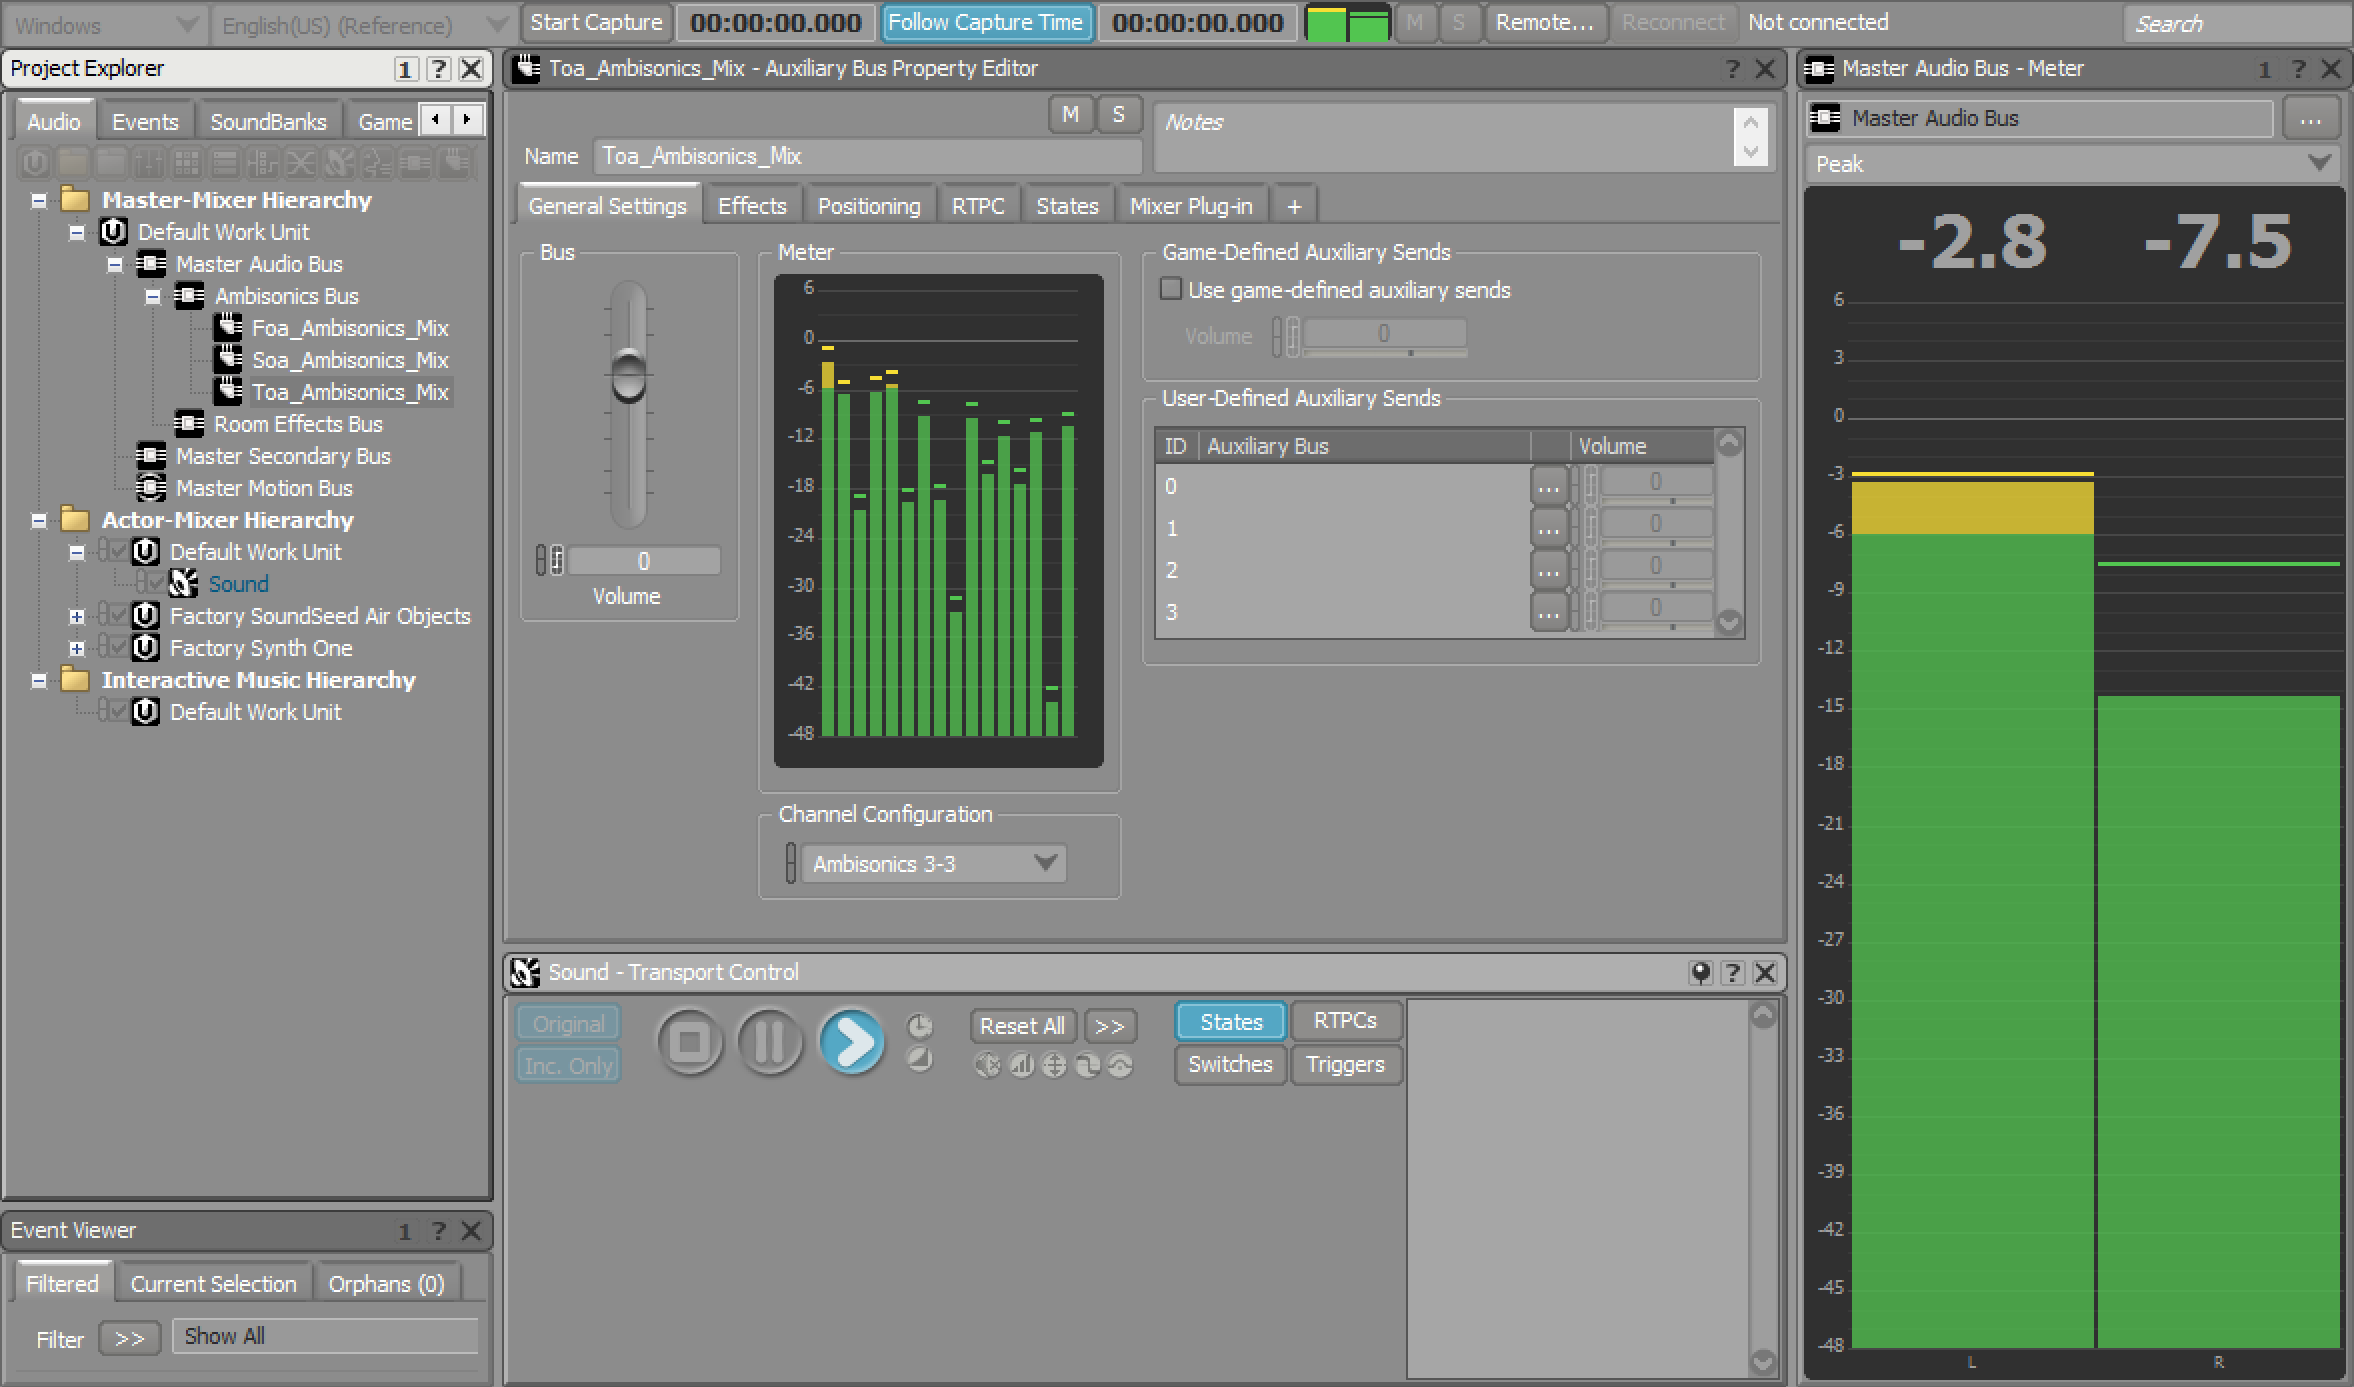 Windows English(US) (Reference) Start Capture 00:00:00.000 Follow Capture Time 00:00:00.000 M S Remote... Reconnect Not connected Search
Project Explorer 1 ?
Audio Events SoundBanks Game
Master-Mixer Hierarchy
Default Work Unit
Master Audio Bus
Ambisonics Bus
Foa_Ambisonics_Mix
Soa_Ambisonics_Mix
Toa_Ambisonics_Mix
Room Effects Bus
Master Secondary Bus
Master Motion Bus
Actor-Mixer Hierarchy
Default Work Unit
Sound
Factory SoundSeed Air Objects
Factory Synth One
Interactive Music Hierarchy
Default Work Unit
Event Viewer 1 ?
Filtered Current Selection Orphans (0)
Filter >> Show All
Toa_Ambisonics_Mix - Auxiliary Bus Property Editor ?
M S
Name Toa_Ambisonics_Mix
Notes
General Settings Effects Positioning RTPC States Mixer Plug-in +
Bus
0
Volume
Meter
6
0
-6
-12
-18
-24
-30
-36
-42
-48
Channel Configuration
Ambisonics 3-3
Game-Defined Auxiliary Sends
Use game-defined auxiliary sends
Volume 0
User-Defined Auxiliary Sends
ID Auxiliary Bus Volume
0 ... 0
1 ... 0
2 ... 0
3 ... 0
Sound - Transport Control ?
Original
Inc. Only
Reset All >>
States RTPCs
Switches Triggers
Master Audio Bus - Meter 1 ?
Master Audio Bus ...
Peak
-2.8 -7.5
6
3
0
-3
-6
-9
-12
-15
-18
-21
-24
-27
-30
-33
-36
-39
-42
-45
-48
L R